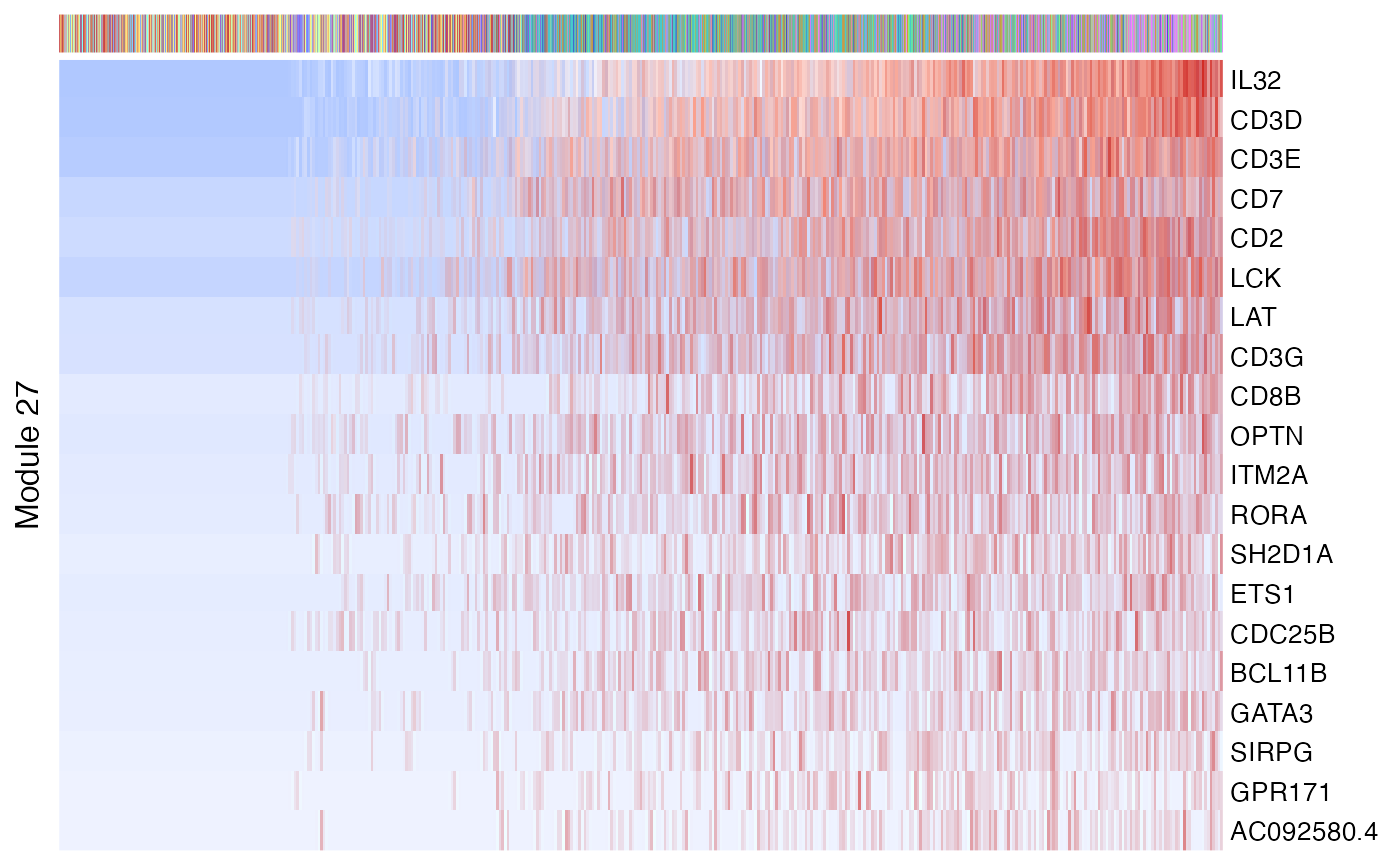 Module 27
IL32
CD3D
CD3E
CD7
CD2
LCK
LAT
CD3G
CD8B
OPTN
ITM2A
RORA
SH2D1A
ETS1
CDC25B
BCL11B
GATA3
SIRPG
GPR171
AC092580.4